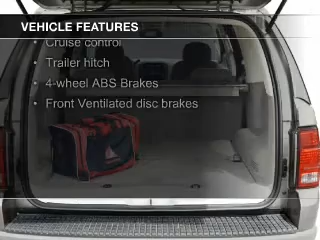 VEHICLE FEATURES
• Cruise control
• Trailer hitch
• 4-wheel ABS Brakes
• Front Ventilated disc brakes